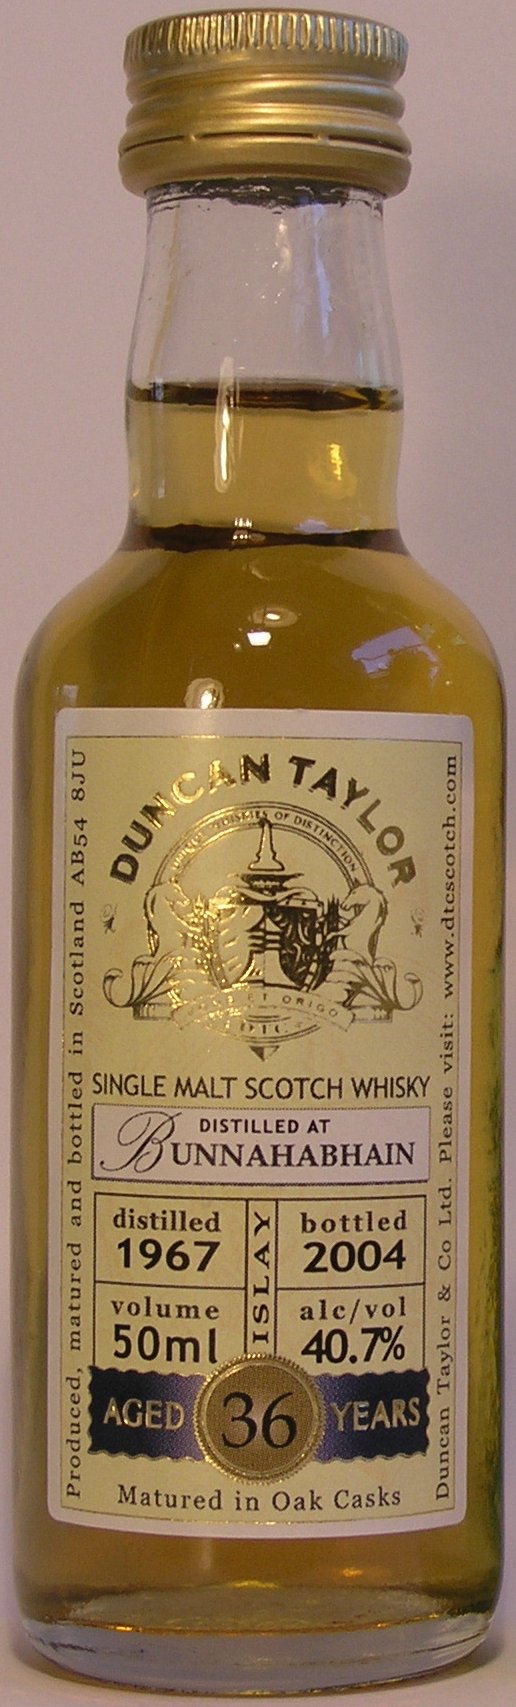 DUNCAN TAYLOR
WHISKIES OF DISTINCTION
ET ORIGO
SINGLE MALT SCOTCH WHISKY
DISTILLED AT
BUNNAHABHAIN
distilled
1967
ISLAY
bottled
2004
volume
50ml
alc/vol
40.7%
AGED 36 YEARS
Matured in Oak Casks
Produced, matured and bottled in Scotland AB54 8JU
Duncan Taylor & Co Ltd. Please visit: www.dtcscotch.com